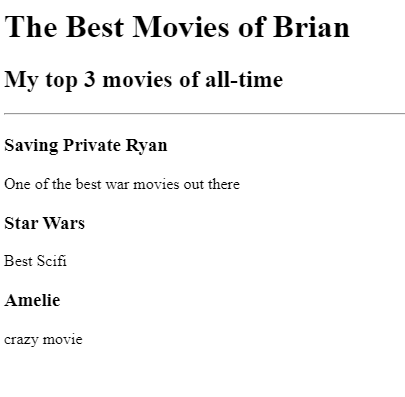 The Best Movies of Brian
My top 3 movies of all-time
Saving Private Ryan
One of the best war movies out there
Star Wars
Best Scifi
Amelie
crazy movie